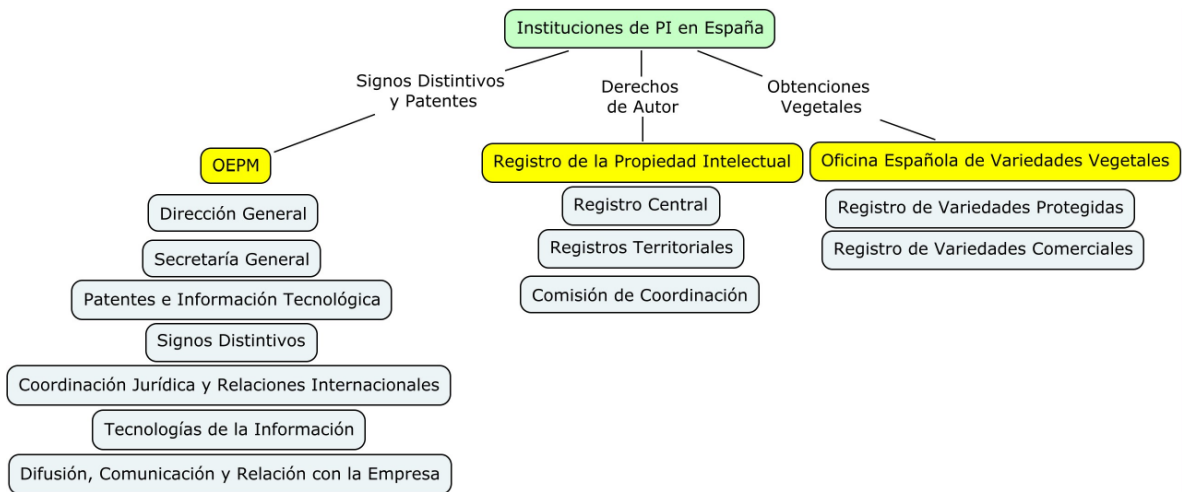 Instituciones de PI en España
Signos Distintivos
y Patentes
Derechos
de Autor
Obtenciones
Vegetales
OEPM
Dirección General
Secretaría General
Patentes e Información Tecnológica
Signos Distintivos
Coordinación Jurídica y Relaciones Internacionales
Tecnologías de la Información
Difusión, Comunicación y Relación con la Empresa
Registro de la Propiedad Intelectual
Registro Central
Registros Territoriales
Comisión de Coordinación
Oficina Española de Variedades Vegetales
Registro de Variedades Protegidas
Registro de Variedades Comerciales